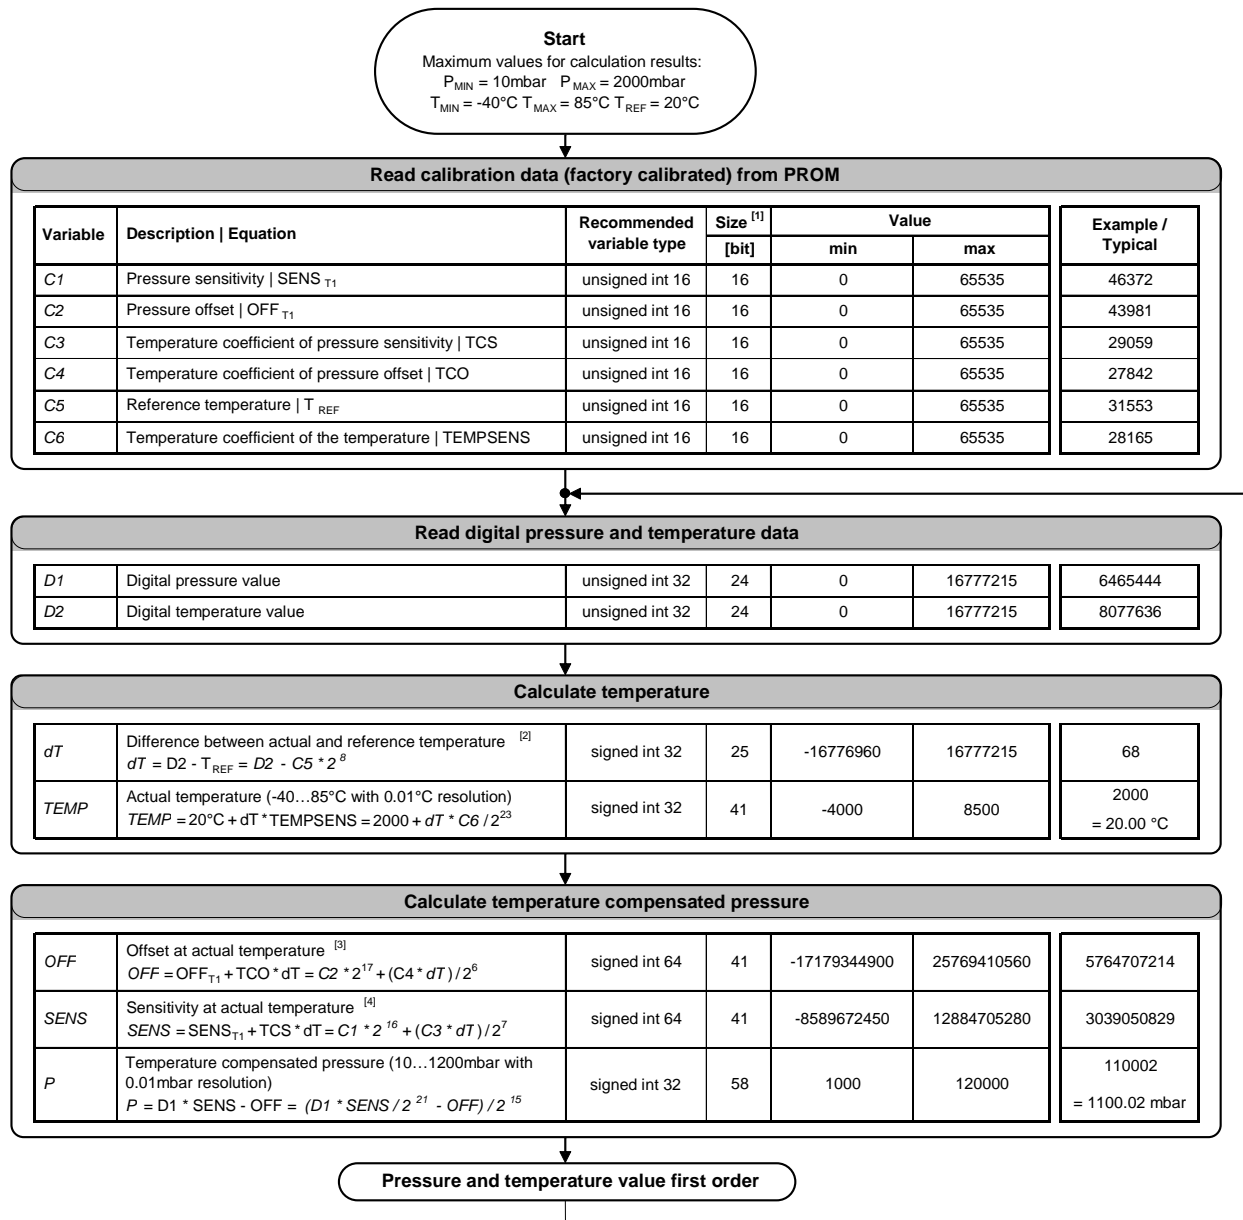 Start
Maximum values for calculation results:
PMIN = 10mbar PMAX = 2000mbar
TMIN = -40°C TMAX = 85°C TREF = 20°C
Read calibration data (factory calibrated) from PROM
Variable Description | Equation Recommended variable type Size [1] [bit] Value min max Example / Typical
C1 Pressure sensitivity | SENS T1 unsigned int 16 16 0 65535 46372
C2 Pressure offset | OFF T1 unsigned int 16 16 0 65535 43981
C3 Temperature coefficient of pressure sensitivity | TCS unsigned int 16 16 0 65535 29059
C4 Temperature coefficient of pressure offset | TCO unsigned int 16 16 0 65535 27842
C5 Reference temperature | T REF unsigned int 16 16 0 65535 31553
C6 Temperature coefficient of the temperature | TEMPSENS unsigned int 16 16 0 65535 28165
Read digital pressure and temperature data
D1 Digital pressure value unsigned int 32 24 0 16777215 6465444
D2 Digital temperature value unsigned int 32 24 0 16777215 8077636
Calculate temperature
Difference between actual and reference temperature [2]
dT signed int 32 25 -16776960 16777215 68
dT = D2 - TREF = D2 - C5 * 2^8
Actual temperature (-40…85°C with 0.01°C resolution) 2000
TEMP signed int 32 41 -4000 8500
TEMP = 20°C + dT * TEMPSENS = 2000 + dT * C6 / 2^23 = 20.00 °C
Calculate temperature compensated pressure
Offset at actual temperature [3]
OFF signed int 64 41 -17179344900 25769410560 5764707214
OFF = OFFT1 + TCO * dT = C2 * 2^17 + (C4 * dT) / 2^6
Sensitivity at actual temperature [4]
SENS signed int 64 41 -8589672450 12884705280 3039050829
SENS = SENST1 + TCS * dT = C1 * 2^16 + (C3 * dT) / 2^7
Temperature compensated pressure (10…1200mbar with 110002
0.01mbar resolution)
P signed int 32 58 1000 120000
P = D1 * SENS - OFF = (D1 * SENS / 2^21 - OFF) / 2^15 = 1100.02 mbar
Pressure and temperature value first order